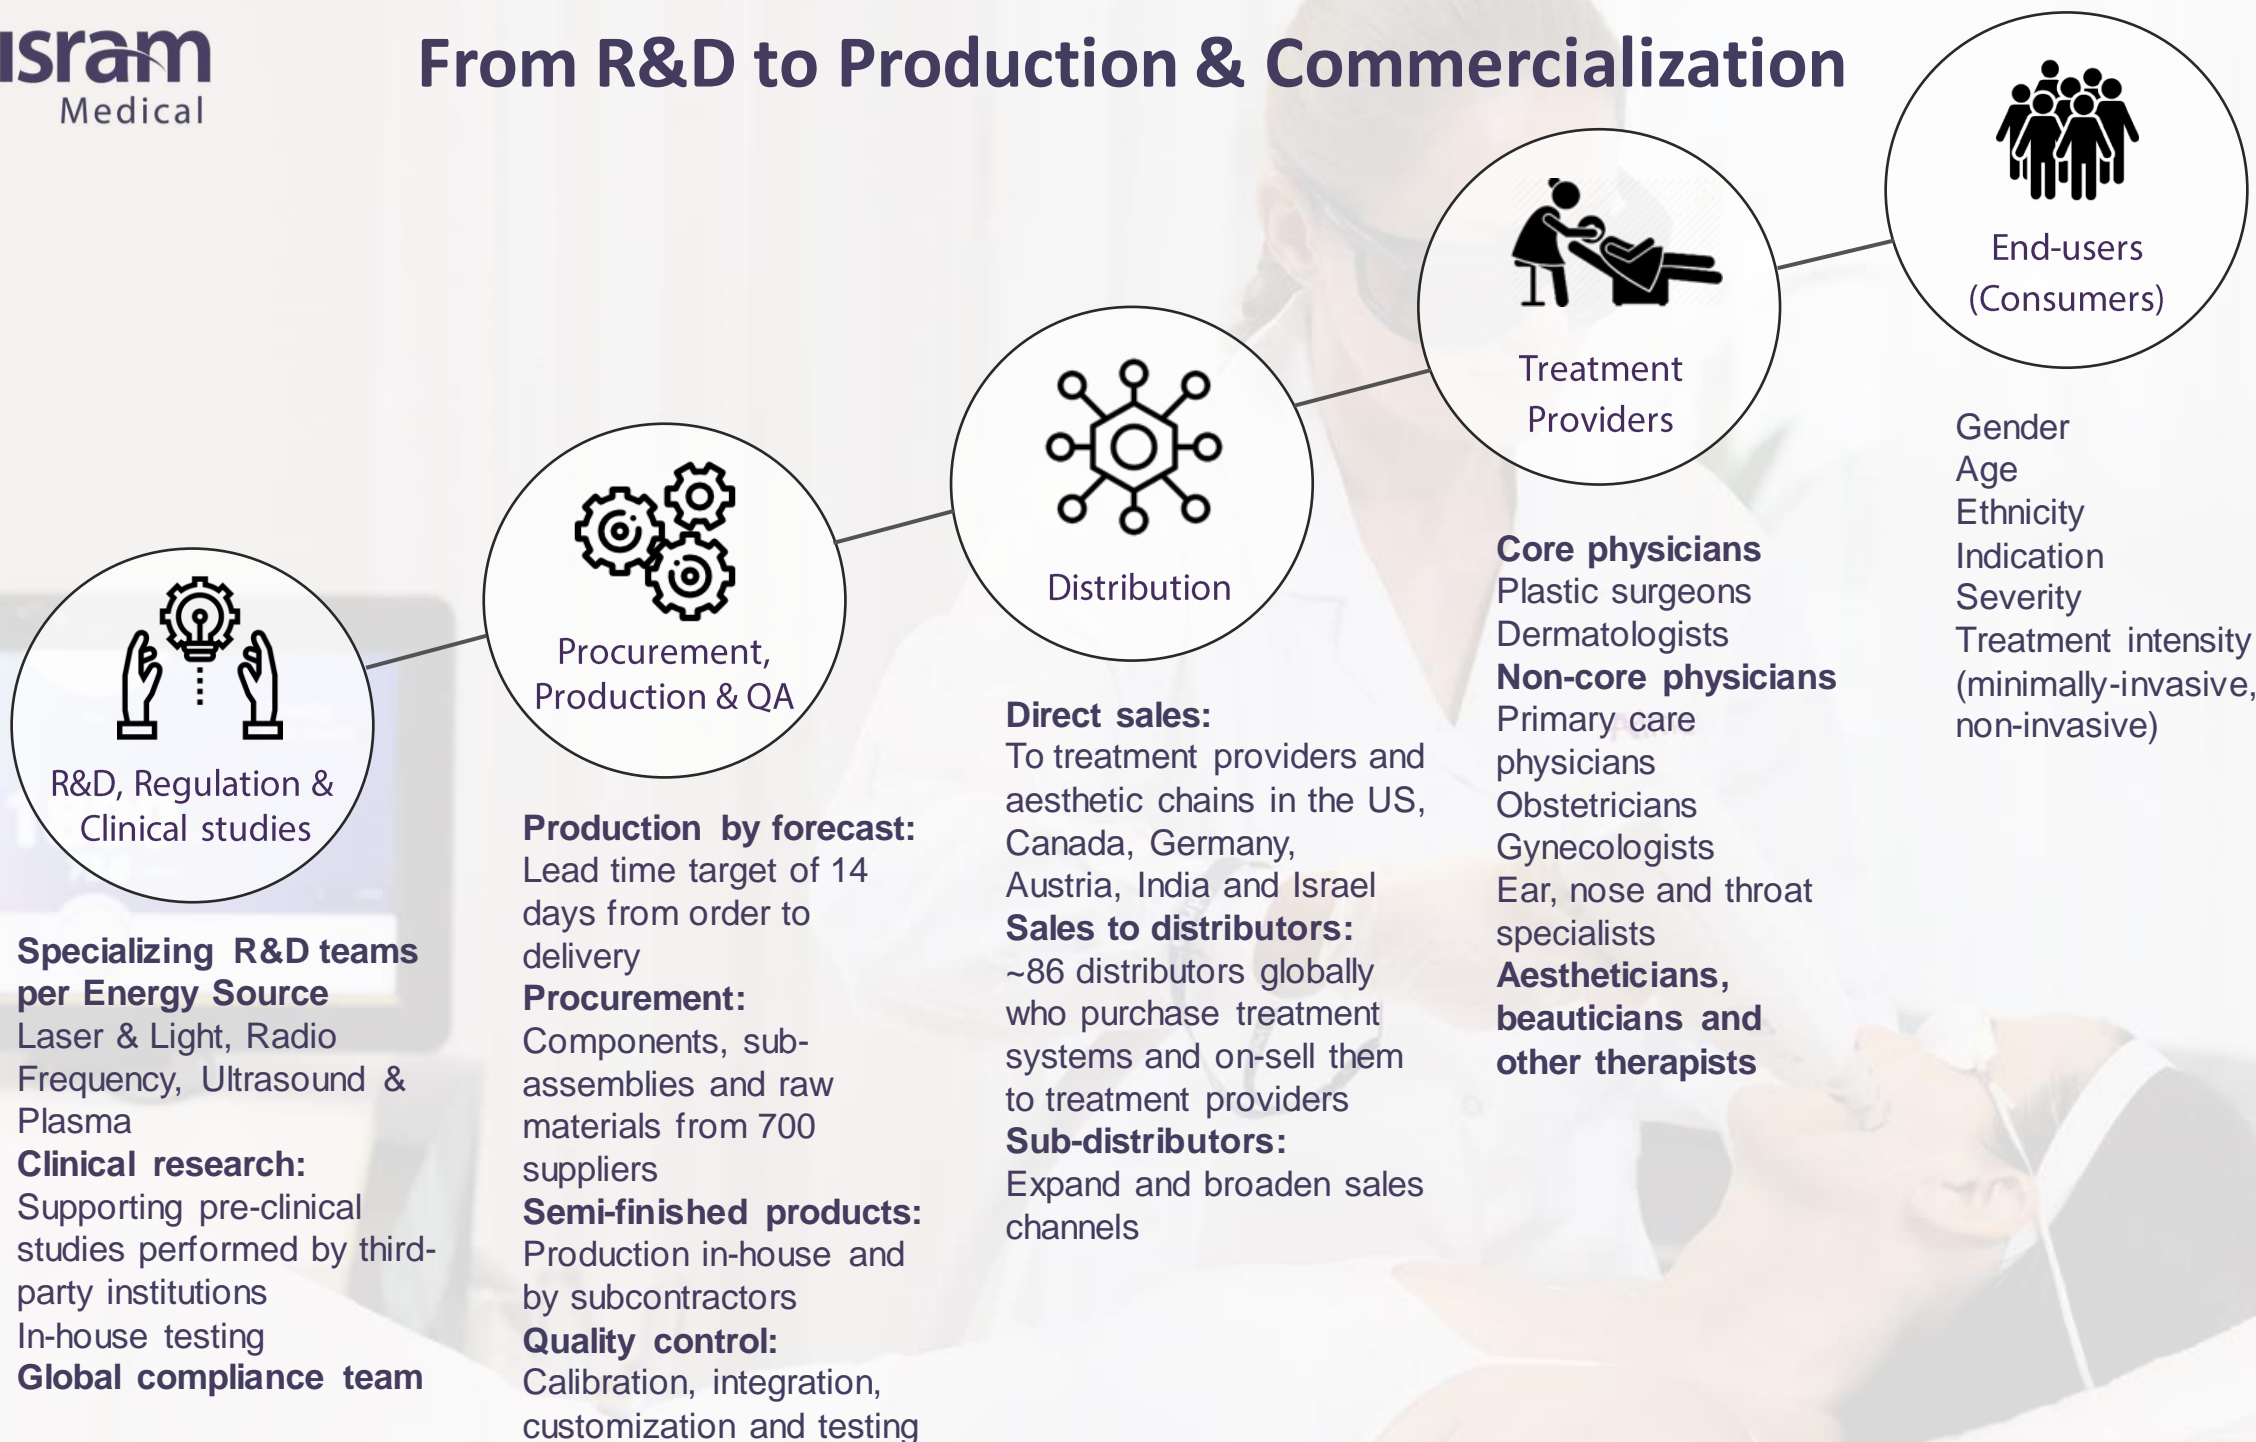 ısram
Medical
From R&D to Production & Commercialization
R&D, Regulation &
Clinical studies
Specializing R&D teams
per Energy Source
Laser & Light, Radio
Frequency, Ultrasound &
Plasma
Clinical research:
Supporting pre-clinical
studies performed by third-
party institutions
In-house testing
Global compliance team
Procurement,
Production & QA
Production by forecast:
Lead time target of 14
days from order to
delivery
Procurement:
Components, sub-
assemblies and raw
materials from 700
suppliers
Semi-finished products:
Production in-house and
by subcontractors
Quality control:
Calibration, integration,
customization and testing
Distribution
Direct sales:
To treatment providers and
aesthetic chains in the US,
Canada, Germany,
Austria, India and Israel
Sales to distributors:
~86 distributors globally
who purchase treatment
systems and on-sell them
to treatment providers
Sub-distributors:
Expand and broaden sales
channels
Treatment
Providers
Core physicians
Plastic surgeons
Dermatologists
Non-core physicians
Primary care
physicians
Obstetricians
Gynecologists
Ear, nose and throat
specialists
Aestheticians,
beauticians and
other therapists
End-users
(Consumers)
Gender
Age
Ethnicity
Indication
Severity
Treatment intensity
(minimally-invasive,
non-invasive)